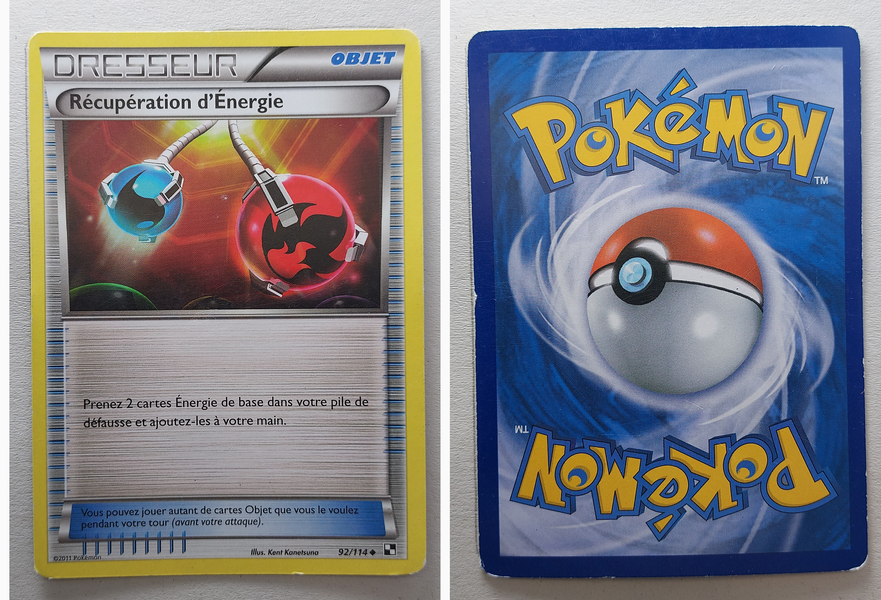 DRESSEUR
OBJET
Récupération d'Énergie
Prenez 2 cartes Énergie de base dans votre pile de
défausse et ajoutez-les à votre main.
Vous pouvez jouer autant de cartes Objet que vous le voulez
pendant votre tour (avant votre attaque).
©2011 Pokémon
Illus. Kent Kanetsuna
92/114
POKéMON
TM
TM
POKéMON